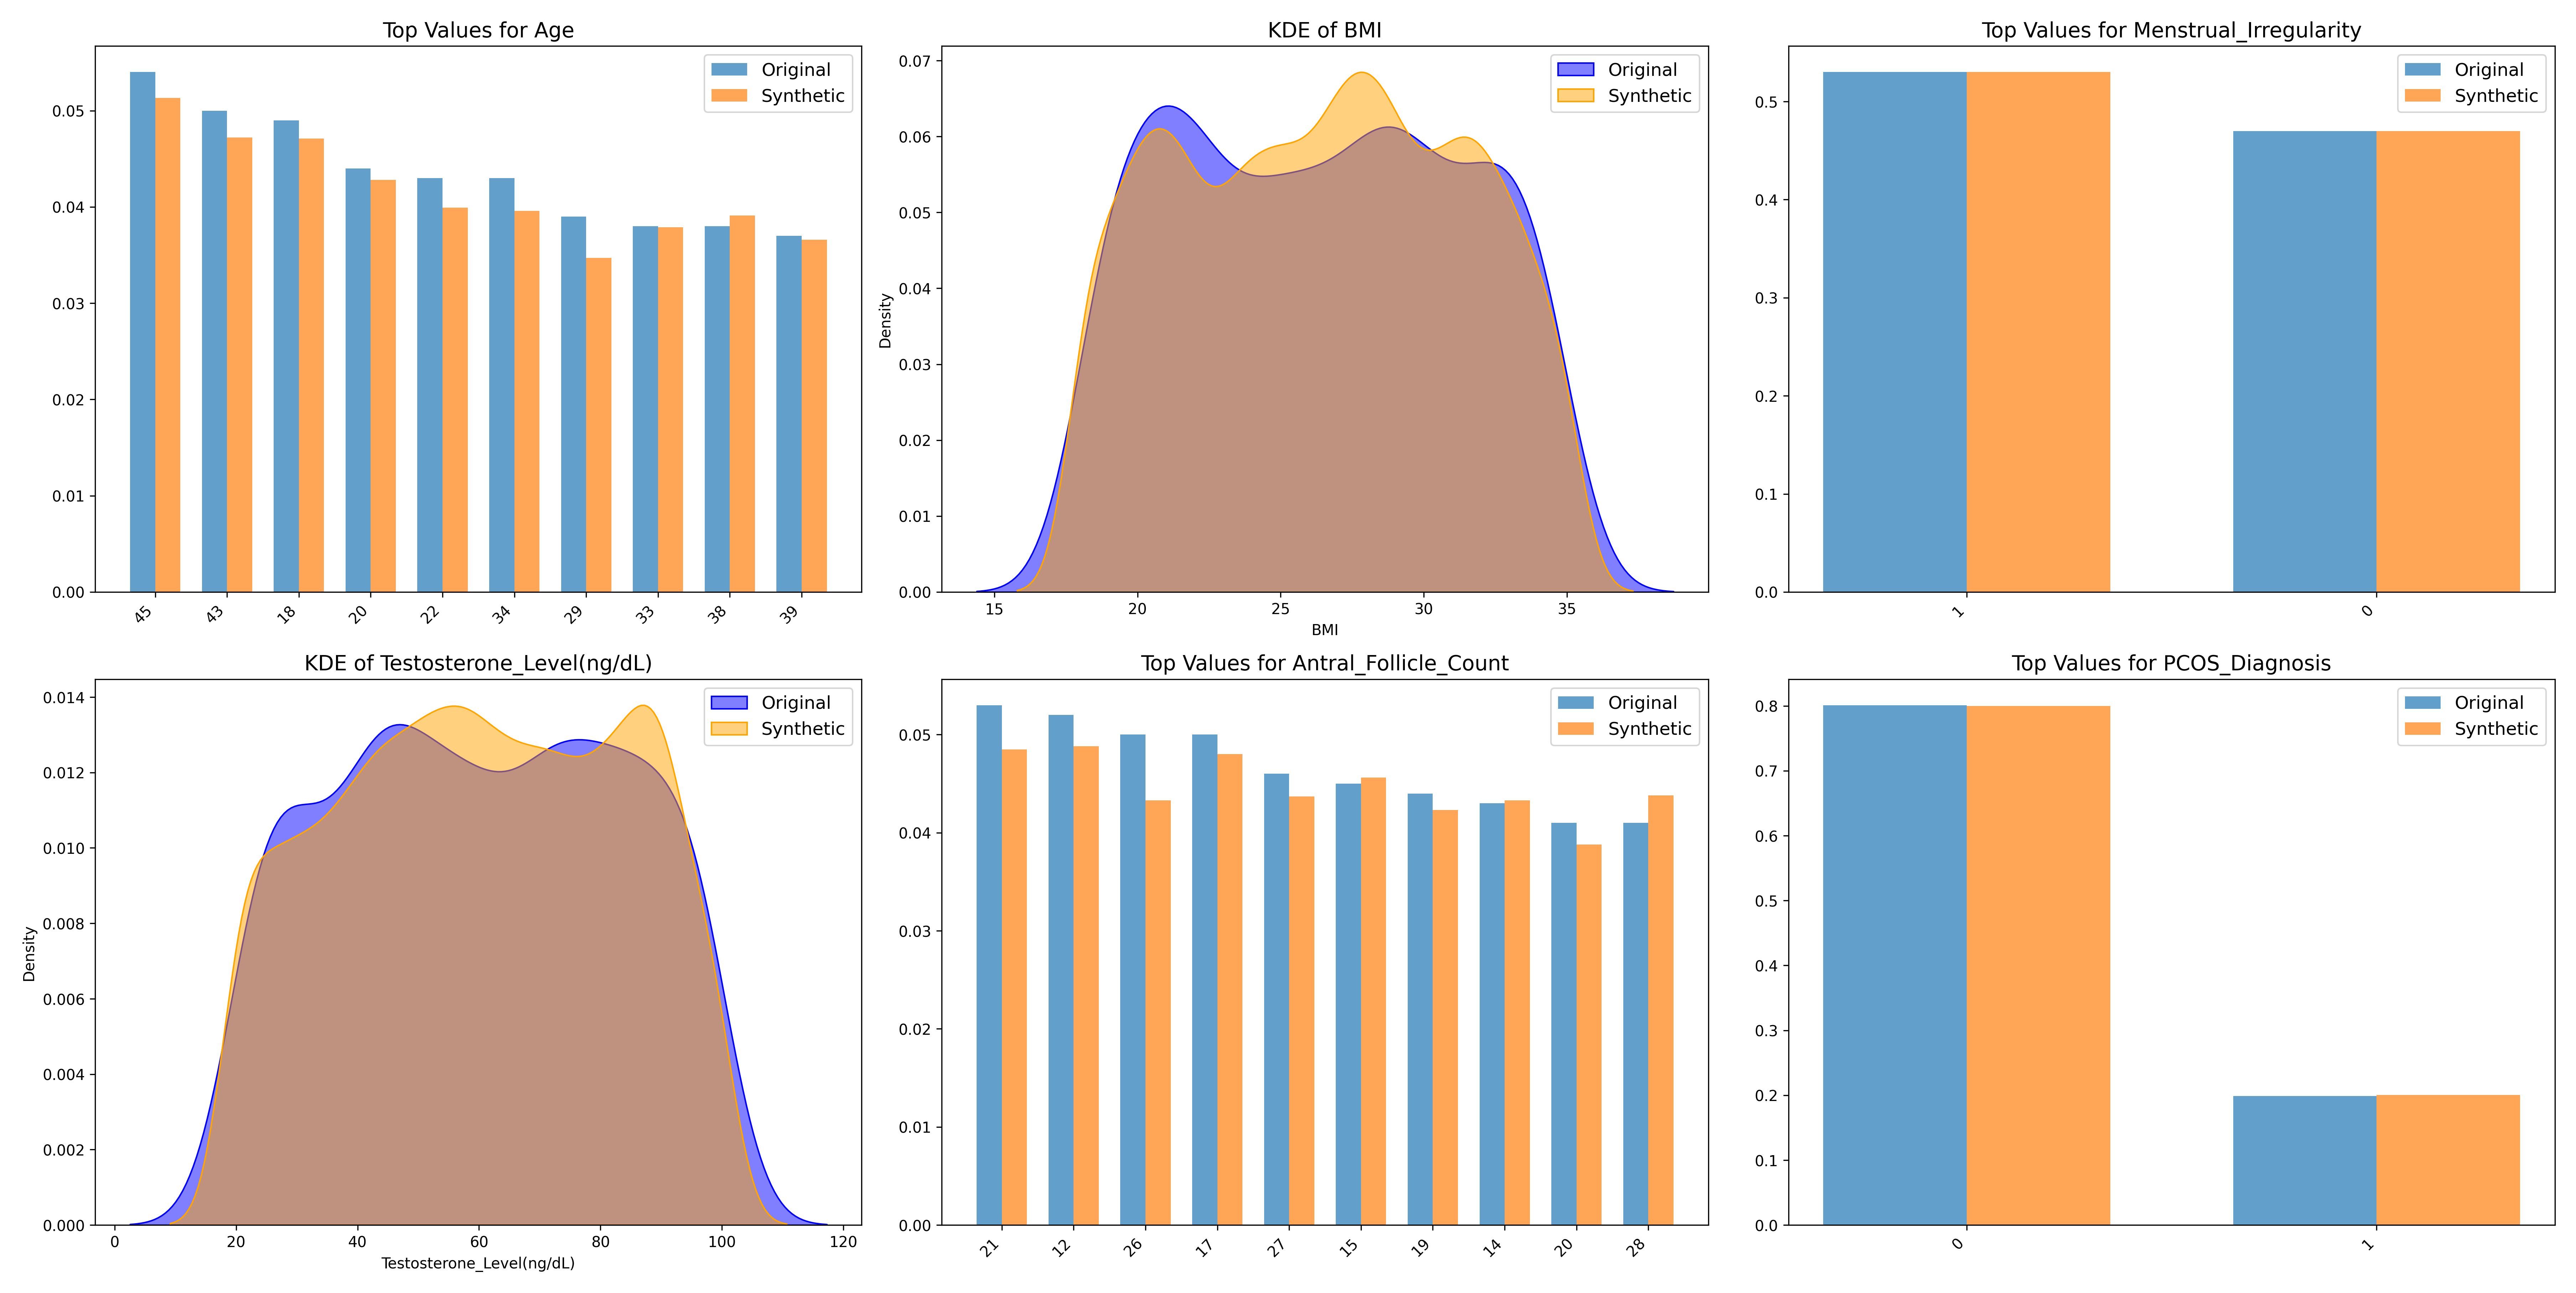 Top Values for Age
Original
Synthetic
0.05
0.04
0.03
0.02
0.01
0.00
45 43 18 20 22 34 29 33 38 39
KDE of BMI
Original
Synthetic
0.07
0.06
0.05
0.04
0.03
0.02
0.01
0.00
Density
15 20 25 30 35
BMI
Top Values for Menstrual_Irregularity
Original
Synthetic
0.5
0.4
0.3
0.2
0.1
0.0
1 0
KDE of Testosterone_Level(ng/dL)
Original
Synthetic
0.014
0.012
0.010
0.008
0.006
0.004
0.002
0.000
Density
0 20 40 60 80 100 120
Testosterone_Level(ng/dL)
Top Values for Antral_Follicle_Count
Original
Synthetic
0.05
0.04
0.03
0.02
0.01
0.00
21 12 26 17 27 15 19 14 20 28
Top Values for PCOS_Diagnosis
Original
Synthetic
0.8
0.7
0.6
0.5
0.4
0.3
0.2
0.1
0.0
0 1